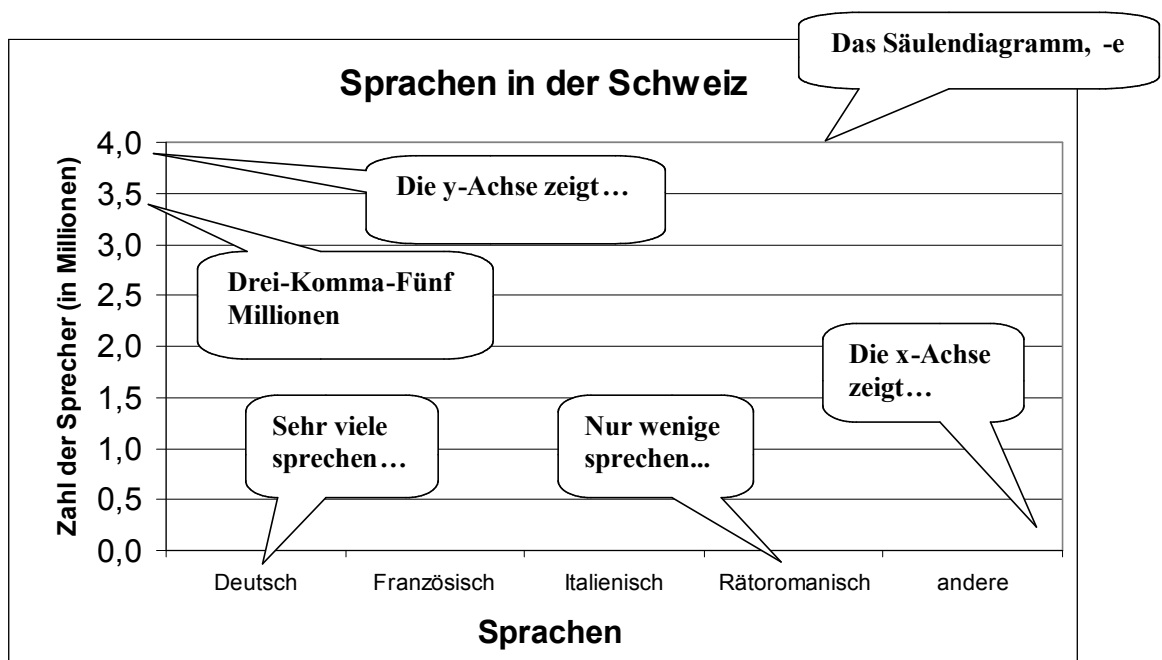 Das Säulendiagramm, -e
Sprachen in der Schweiz
Zahl der Sprecher (in Millionen)
4,0
3,5
3,0
2,5
2,0
1,5
1,0
0,5
0,0
Die y-Achse zeigt…
Drei-Komma-Fünf
Millionen
Die x-Achse
zeigt…
Sehr viele
sprechen…
Nur wenige
sprechen...
Deutsch Französisch Italienisch Rätoromanisch andere
Sprachen